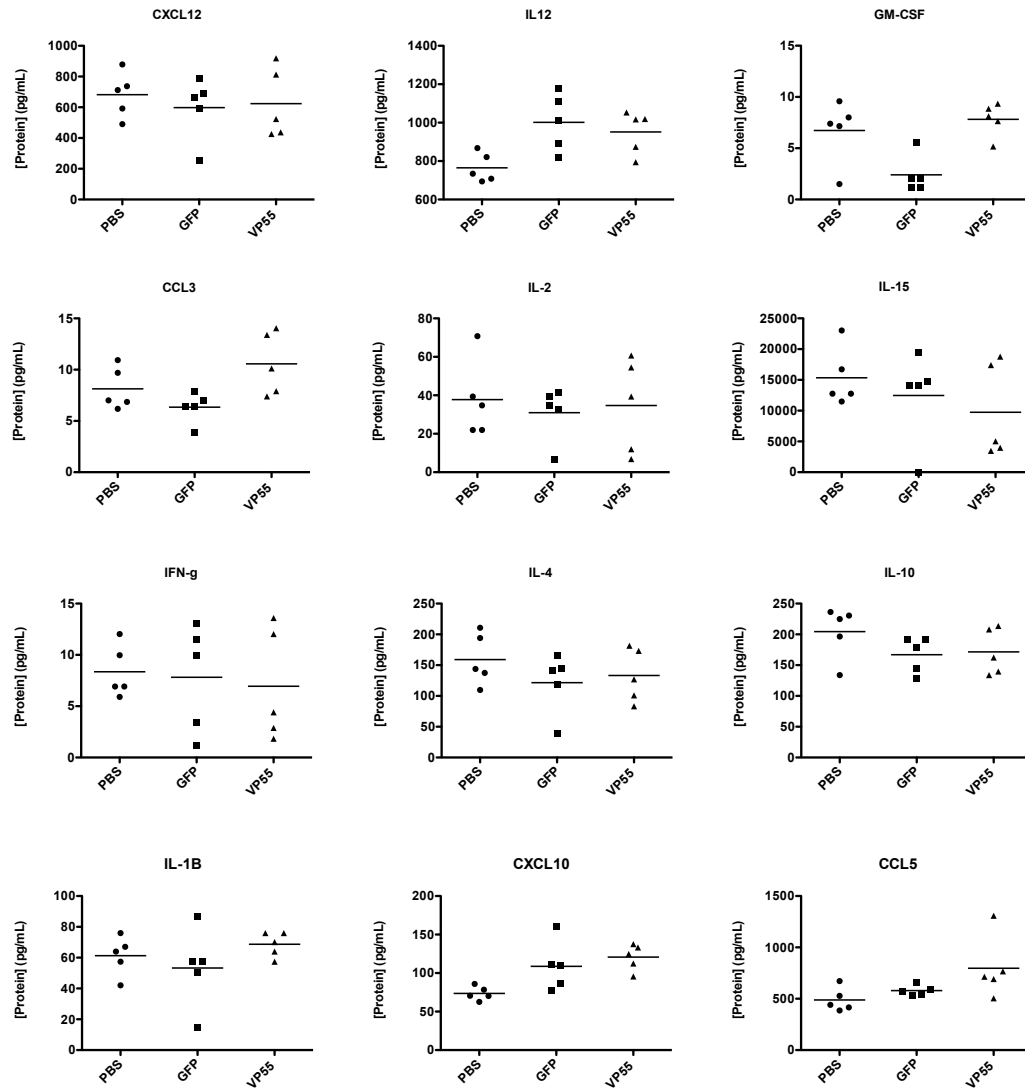 CXCL12
[Protein] (pg/mL)
1000
800
600
400
200
0
PBS
GFP
VP55
IL12
[Protein] (pg/mL)
1400
1200
1000
800
600
PBS
GFP
VP55
GM-CSF
[Protein] (pg/mL)
15
10
5
0
PBS
GFP
VP55
CCL3
[Protein] (pg/mL)
15
10
5
0
PBS
GFP
VP55
IL-2
[Protein] (pg/mL)
80
60
40
20
0
PBS
GFP
VP55
IL-15
[Protein] (pg/mL)
25000
20000
15000
10000
5000
0
PBS
GFP
VP55
IFN-g
[Protein] (pg/mL)
15
10
5
0
PBS
GFP
VP55
IL-4
[Protein] (pg/mL)
250
200
150
100
50
0
PBS
GFP
VP55
IL-10
[Protein] (pg/mL)
250
200
150
100
50
0
PBS
GFP
VP55
IL-1B
[Protein] (pg/mL)
100
80
60
40
20
0
PBS
GFP
VP55
CXCL10
[Protein] (pg/mL)
200
150
100
50
0
PBS
GFP
VP55
CCL5
[Protein] (pg/mL)
1500
1000
500
0
PBS
GFP
VP55